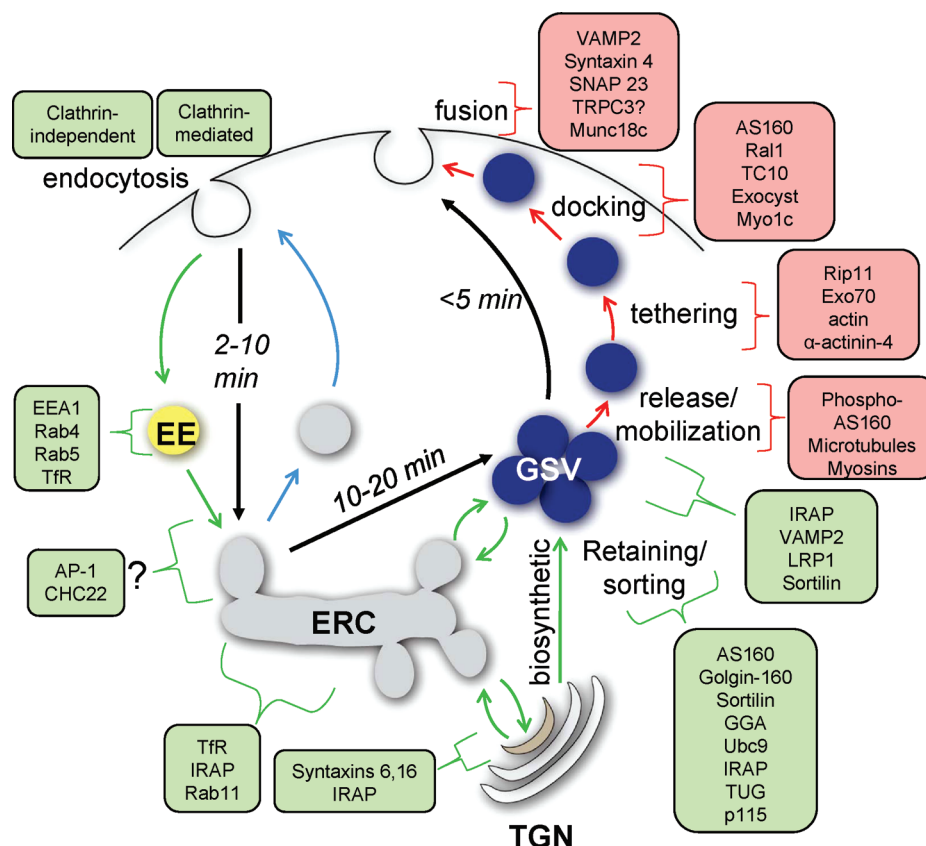 Clathrin-
independent
Clathrin-
mediated
endocytosis
fusion
VAMP2
Syntaxin 4
SNAP 23
TRPC3?
Munc18c
docking
AS160
Ral1
TC10
Exocyst
Myo1c
<5 min
2-10
min
tethering
Rip11
Exo70
actin
α-actinin-4
EEA1
Rab4
Rab5
TfR
EE
release/
mobilization
Phospho-
AS160
Microtubules
Myosins
GSV
10-20 min
IRAP
VAMP2
LRP1
Sortilin
AP-1
CHC22
?
ERC
biosynthetic
Retaining/
sorting
AS160
Golgin-160
Sortilin
GGA
Ubc9
IRAP
TUG
p115
TfR
IRAP
Rab11
Syntaxins 6,16
IRAP
TGN